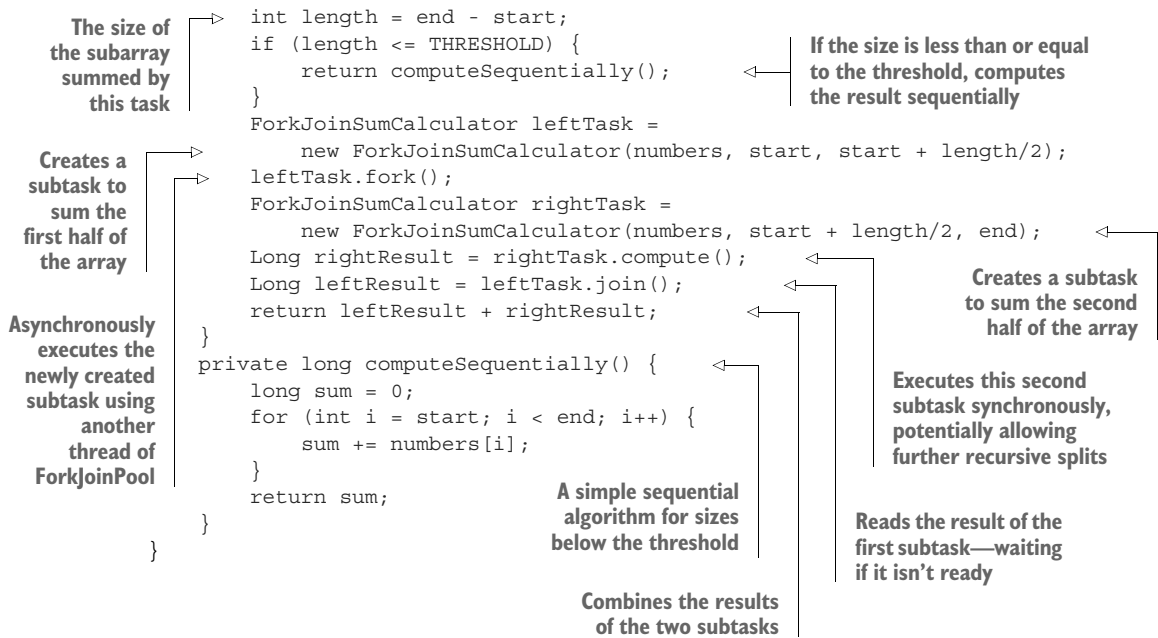 The size of
the subarray
summed by
this task
int length = end - start;
if (length <= THRESHOLD) {
return computeSequentially();
}
If the size is less than or equal
to the threshold, computes
the result sequentially
ForkJoinSumCalculator leftTask =
new ForkJoinSumCalculator(numbers, start, start + length/2);
leftTask.fork();
Creates a
subtask to
sum the
first half of
the array
ForkJoinSumCalculator rightTask =
new ForkJoinSumCalculator(numbers, start + length/2, end);
Long rightResult = rightTask.compute();
Long leftResult = leftTask.join();
return leftResult + rightResult;
}
Creates a subtask
to sum the second
half of the array
Asynchronously
executes the
newly created
subtask using
another
thread of
ForkJoinPool
private long computeSequentially() {
long sum = 0;
for (int i = start; i < end; i++) {
sum += numbers[i];
}
return sum;
}
}
Executes this second
subtask synchronously,
potentially allowing
further recursive splits
A simple sequential
algorithm for sizes
below the threshold
Reads the result of the
first subtask—waiting
if it isn't ready
Combines the results
of the two subtasks